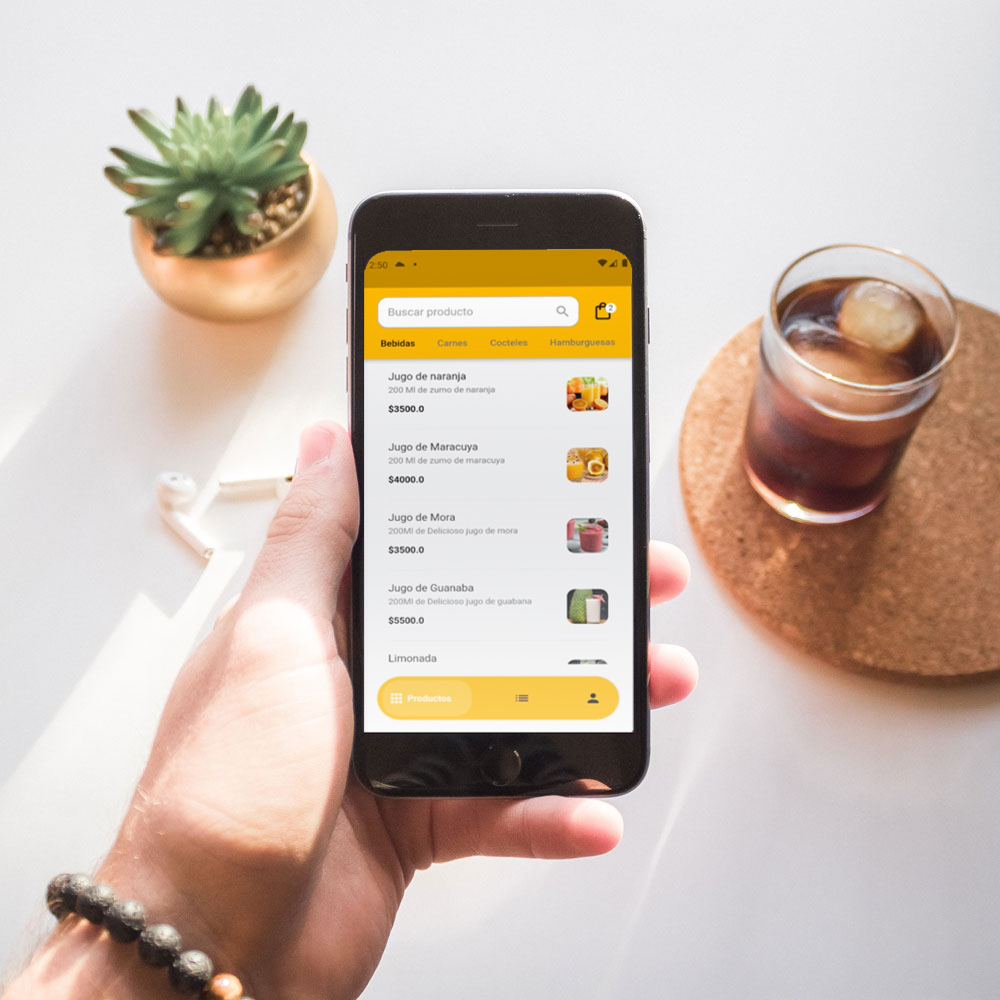 2:50
Buscar producto
2
Bebidas Carnes Cocteles Hamburguesas
Jugo de naranja
200 Ml de zumo de naranja
$3500.0
Jugo de Maracuya
200 Ml de zumo de maracuya
$4000.0
Jugo de Mora
200Ml de Delicioso jugo de mora
$3500.0
Jugo de Guanaba
200Ml de Delicioso jugo de guabana
$5500.0
Limonada
Productos